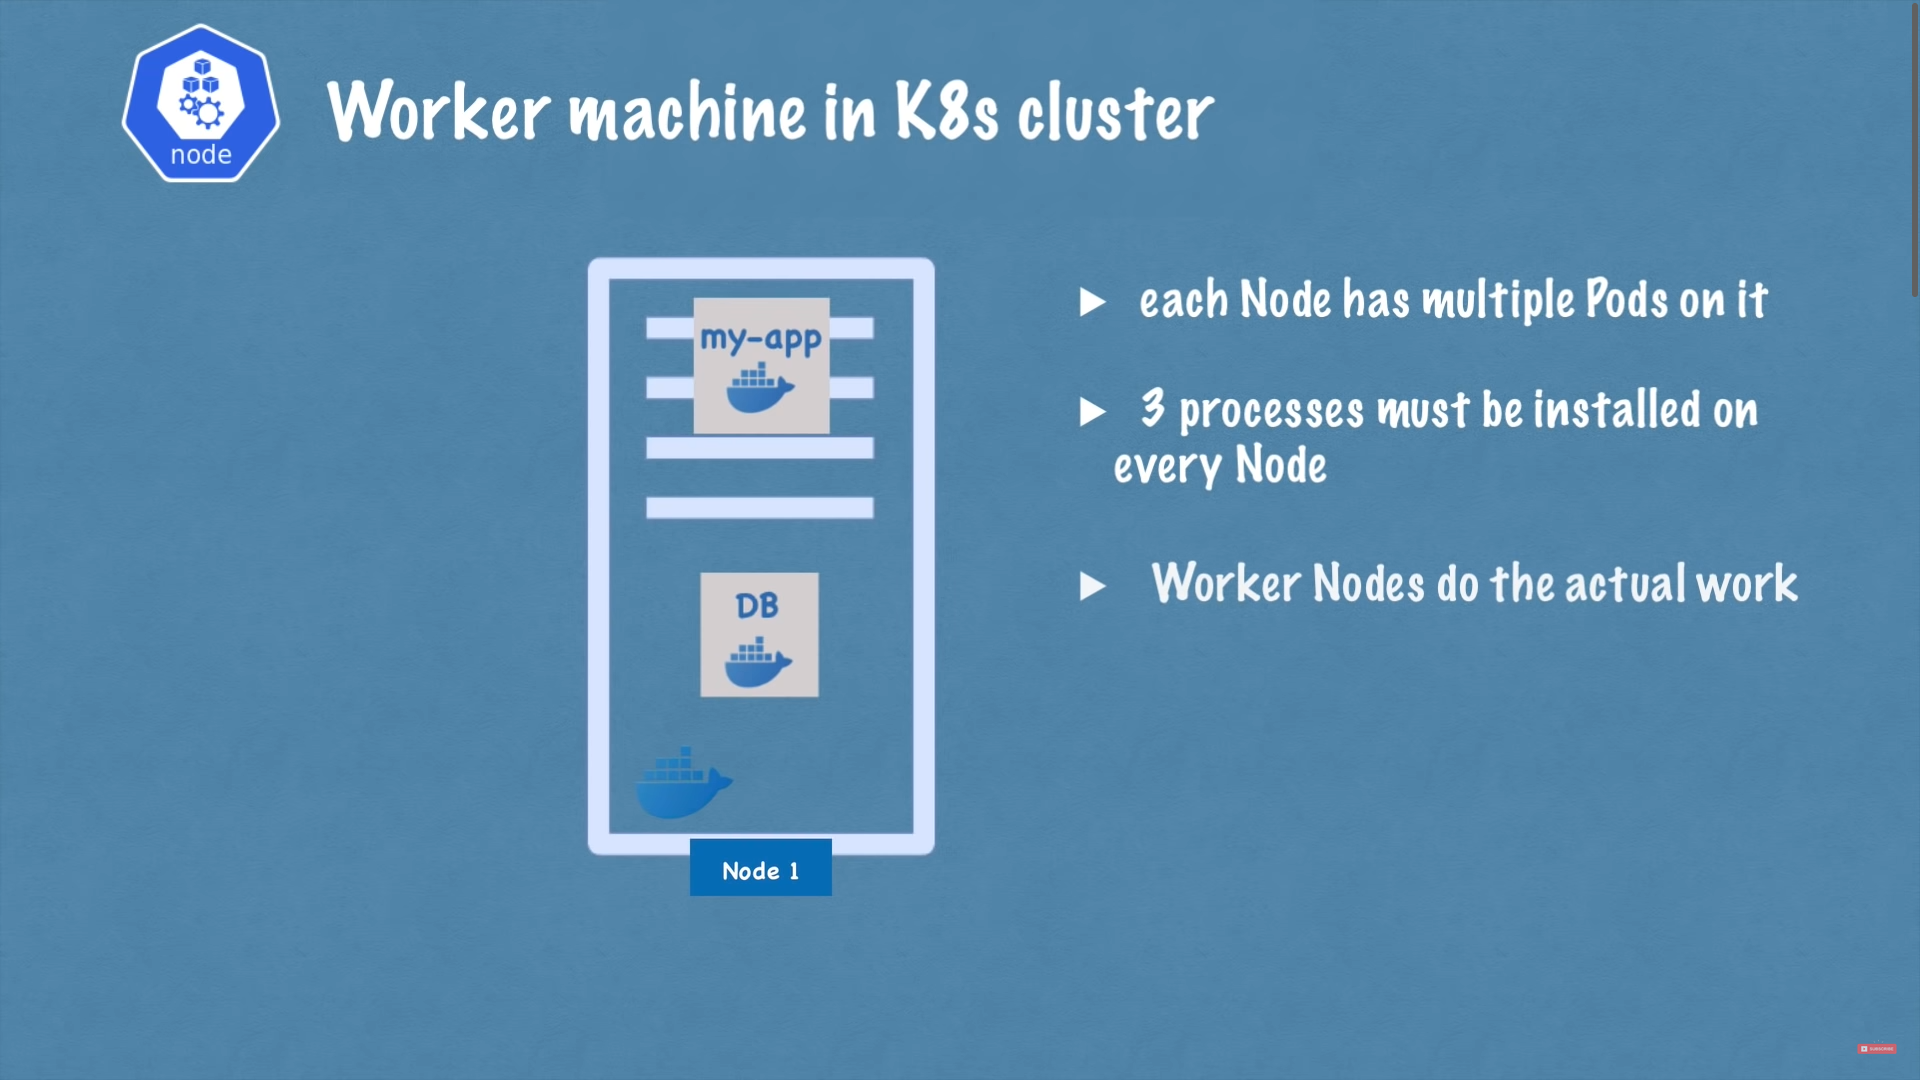 node
Worker machine in K8s cluster
my-app
DB
Node 1
each Node has multiple Pods on it
3 processes must be installed on
every Node
Worker Nodes do the actual work
SUBSCRIBE